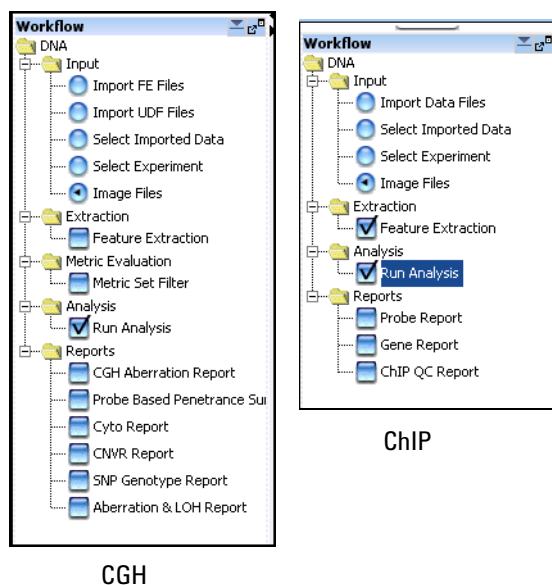 Workflow
DNA
Input
Import FE Files
Import UDF Files
Select Imported Data
Select Experiment
Image Files
Extraction
Feature Extraction
Metric Evaluation
Metric Set Filter
Analysis
Run Analysis
Reports
CGH Aberration Report
Probe Based Penetrance Sur
Cyto Report
CNVR Report
SNP Genotype Report
Aberration & LOH Report
CGH
Workflow
DNA
Input
Import Data Files
Select Imported Data
Select Experiment
Image Files
Extraction
Feature Extraction
Analysis
Run Analysis
Reports
Probe Report
Gene Report
ChIP QC Report
ChIP